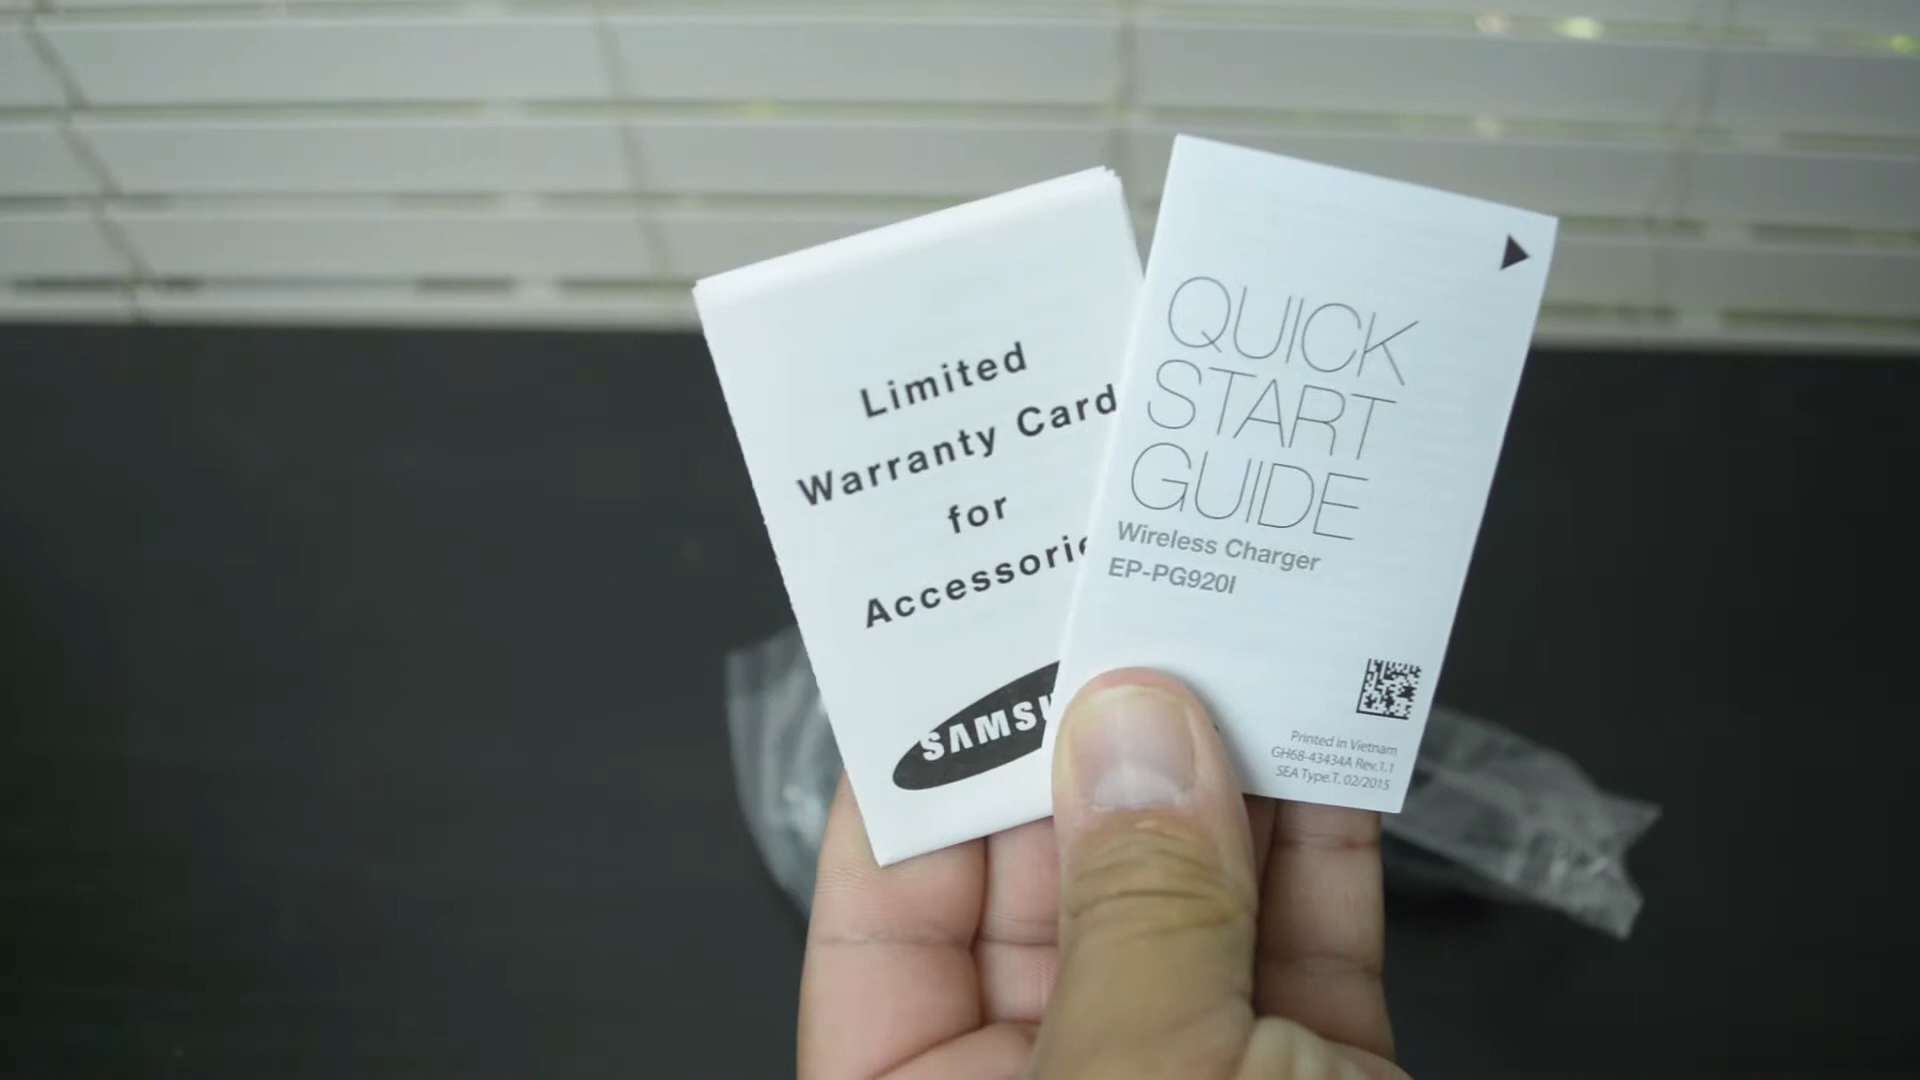 Limited
Warranty Card
for
QUICK
START
GUIDE
Wireless Charger
EP-PG920I
Printed in Vietnam
GH68-43434A Rev.1.1
SEA Type.T. 02/2015